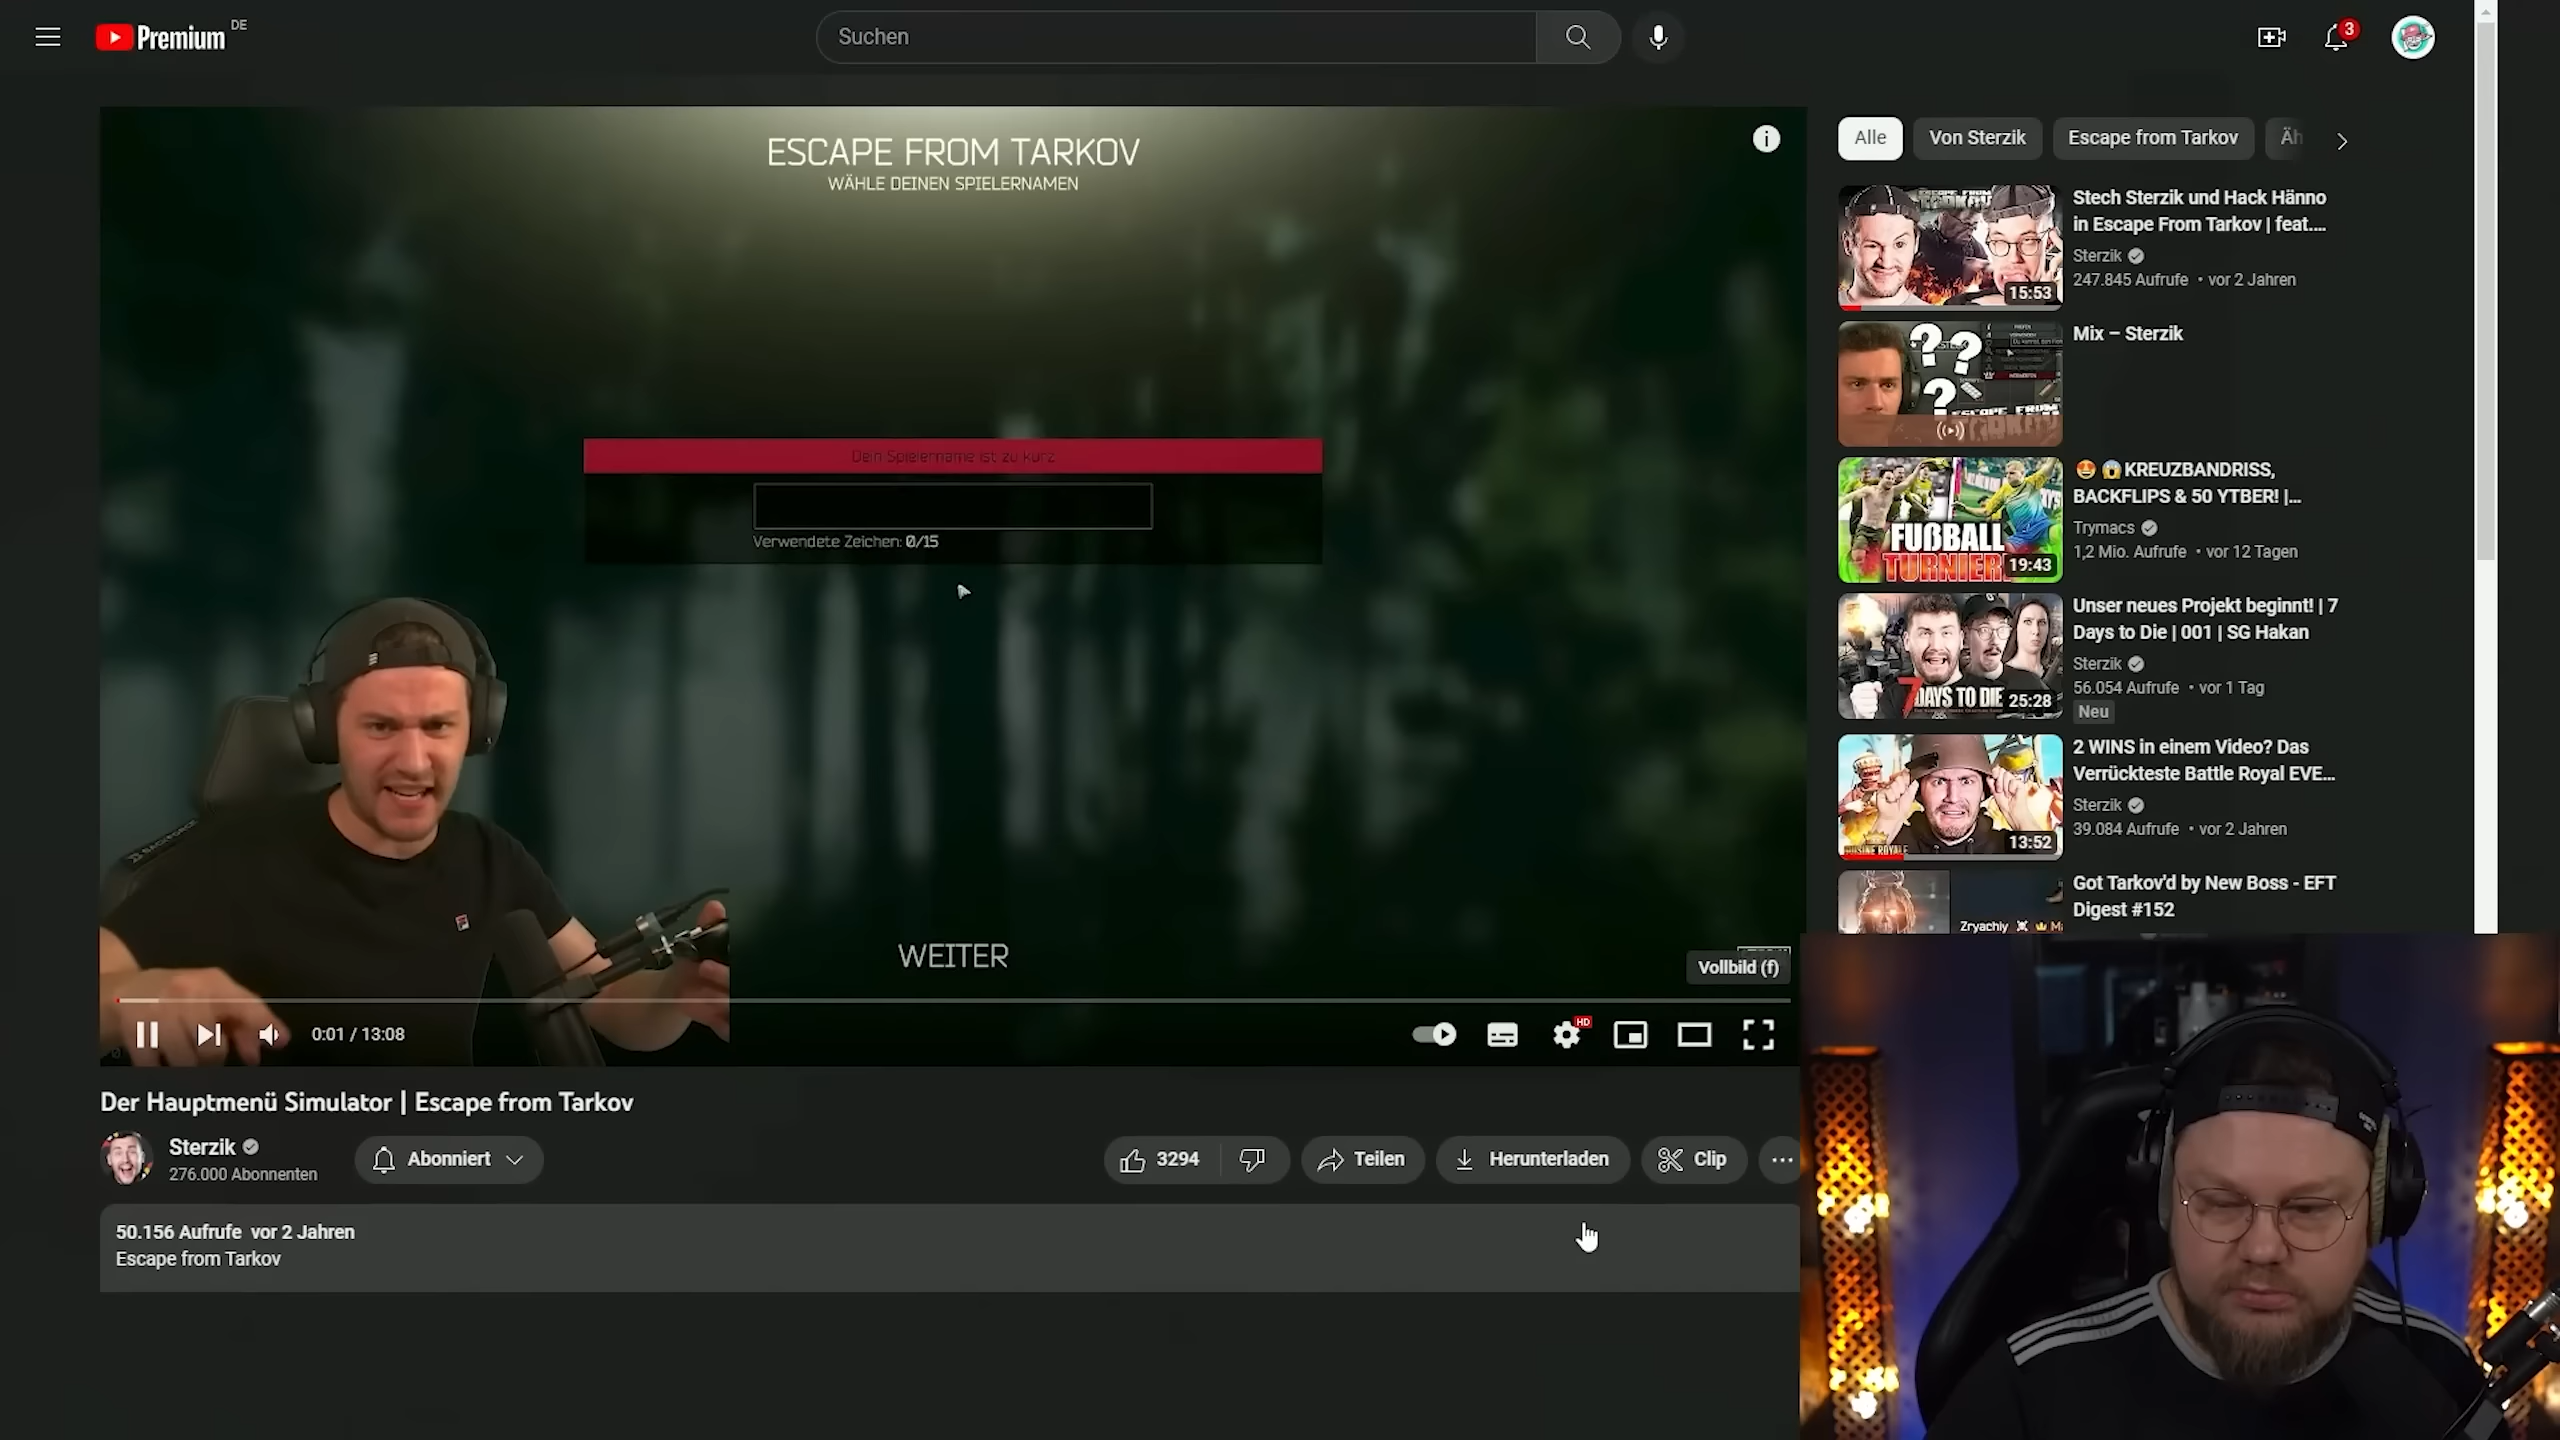 Premium DE
Suchen
3
ESCAPE FROM TARKOV
WÄHLE DEINEN SPIELERNAMEN
Dein Spielername ist zu kurz
Verwendete Zeichen: 0/15
WEITER
Vollbild (f)
0:01 / 13:08
HD
Der Hauptmenü Simulator | Escape from Tarkov
Sterzik
276.000 Abonnenten
Abonniert
3294
Teilen
Herunterladen
Clip
50.156 Aufrufe vor 2 Jahren
Escape from Tarkov
Alle
Von Sterzik
Escape from Tarkov
Äh
15:53
Stech Sterzik und Hack Hänno
in Escape From Tarkov | feat....
Sterzik
247.845 Aufrufe • vor 2 Jahren
Mix – Sterzik
FUßBALL
TURNIER
19:43
KREUZBANDRISS,
BACKFLIPS & 50 YTBER! |...
Trymacs
1,2 Mio. Aufrufe • vor 12 Tagen
7 DAYS TO DIE
25:28
Unser neues Projekt beginnt! | 7
Days to Die | 001 | SG Hakan
Sterzik
56.054 Aufrufe • vor 1 Tag
Neu
13:52
2 WINS in einem Video? Das
Verrückteste Battle Royal EVE...
Sterzik
39.084 Aufrufe • vor 2 Jahren
Zryachiy
Got Tarkov'd by New Boss - EFT
Digest #152